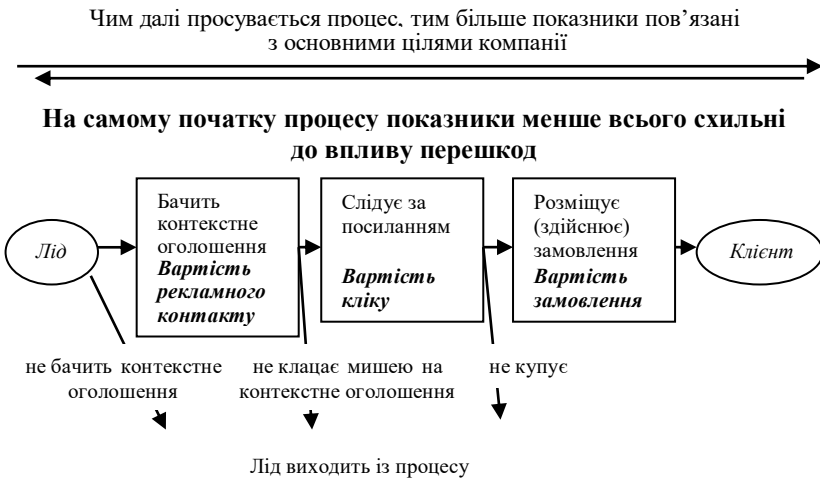 Чим далі просувається процес, тим більше показники пов’язані
з основними цілями компанії
На самому початку процесу показники менше всього схильні
до впливу перешкод
Лід
Бачить
контекстне
оголошення
Вартість
рекламного
контакту
Слідує за
посиланням
Вартість
кліку
Розміщує
(здійснює)
замовлення
Вартість
замовлення
Клієнт
не бачить контекстне
оголошення
не клацає мишею на
контекстне оголошення
не купує
Лід виходить із процесу